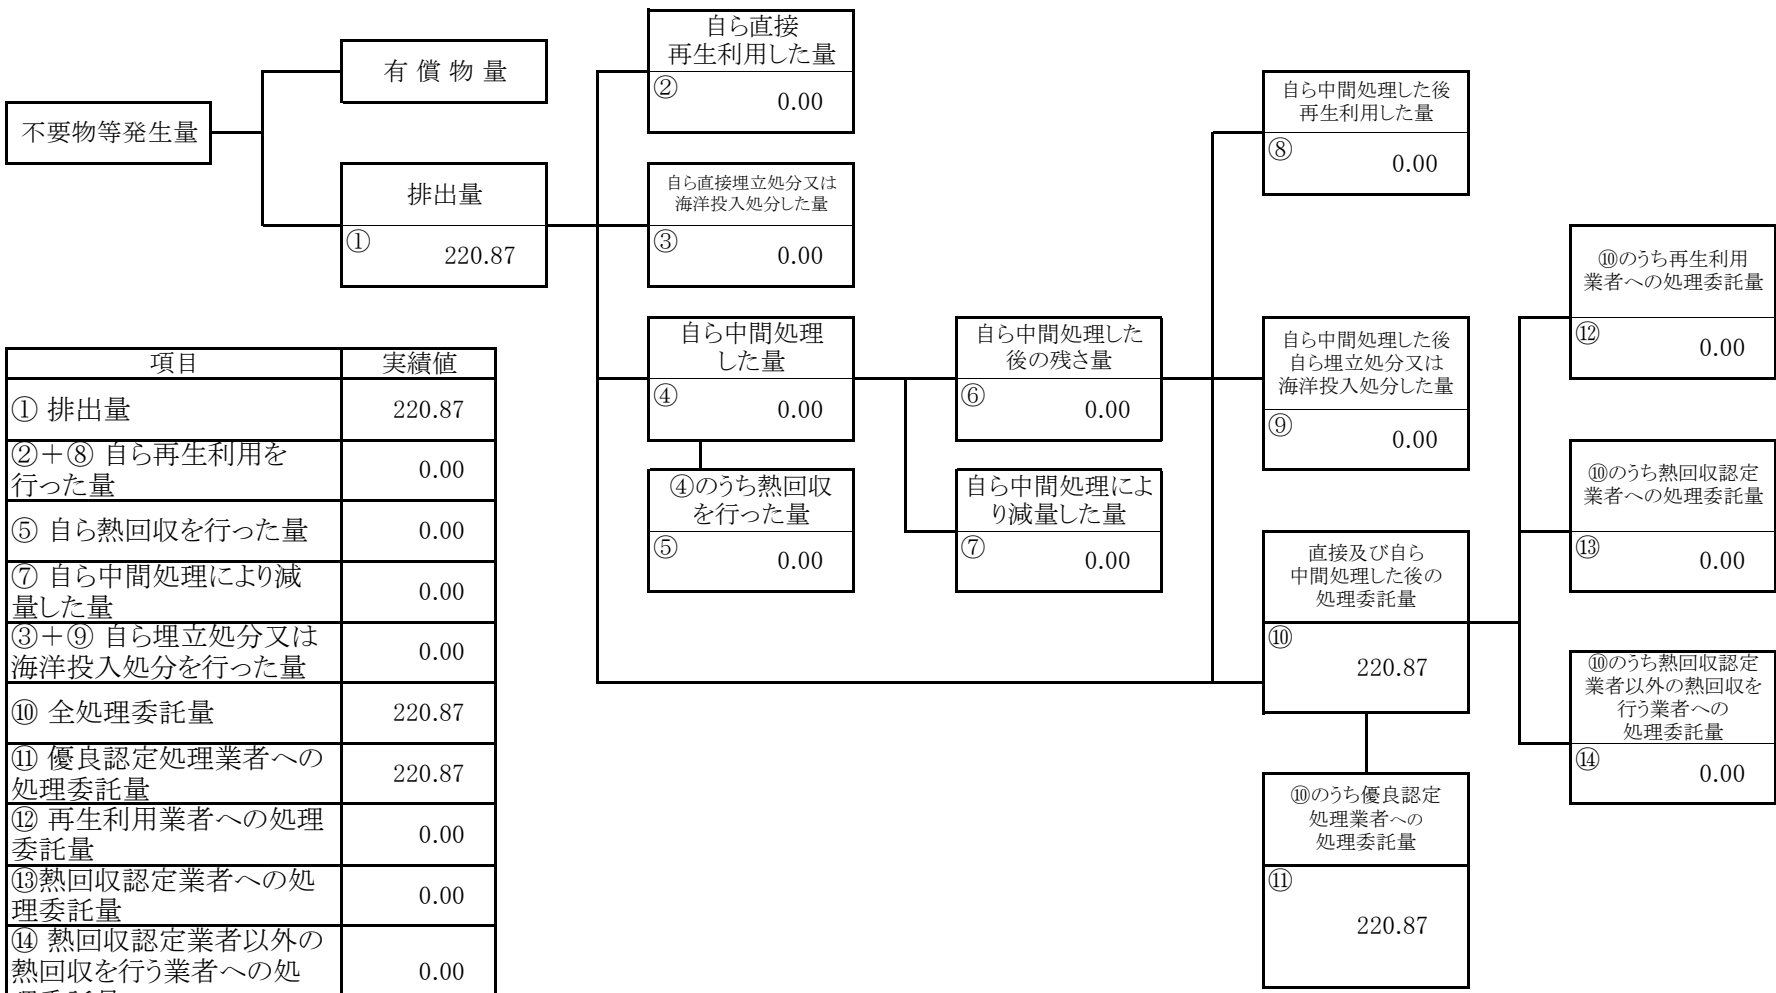 不要物等発生量
有 償 物 量
排出量
①
220.87
自ら直接
再生利用した量
②
0.00
自ら直接埋立処分又は
海洋投入処分した量
③
0.00
自ら中間処理
した量
④
0.00
④のうち熱回収
を行った量
⑤
0.00
自ら中間処理した
後の残さ量
⑥
0.00
自ら中間処理によ
り減量した量
⑦
0.00
自ら中間処理した後
再生利用した量
⑧
0.00
自ら中間処理した後
自ら埋立処分又は
海洋投入処分した量
⑨
0.00
直接及び自ら
中間処理した後の
処理委託量
⑩
220.87
⑩のうち優良認定
処理業者への
処理委託量
⑪
220.87
⑩のうち再生利用
業者への処理委託量
⑫
0.00
⑩のうち熱回収認定
業者への処理委託量
⑬
0.00
⑩のうち熱回収認定
業者以外の熱回収を
行う業者への
処理委託量
⑭
0.00
項目 実績値
① 排出量 220.87
②＋⑧ 自ら再生利用を
行った量 0.00
⑤ 自ら熱回収を行った量 0.00
⑦ 自ら中間処理により減
量した量 0.00
③＋⑨ 自ら埋立処分又は
海洋投入処分を行った量 0.00
⑩ 全処理委託量 220.87
⑪ 優良認定処理業者への
処理委託量 220.87
⑫ 再生利用業者への処理
委託量 0.00
⑬熱回収認定業者への処
理委託量 0.00
⑭ 熱回収認定業者以外の
熱回収を行う業者への処 0.00